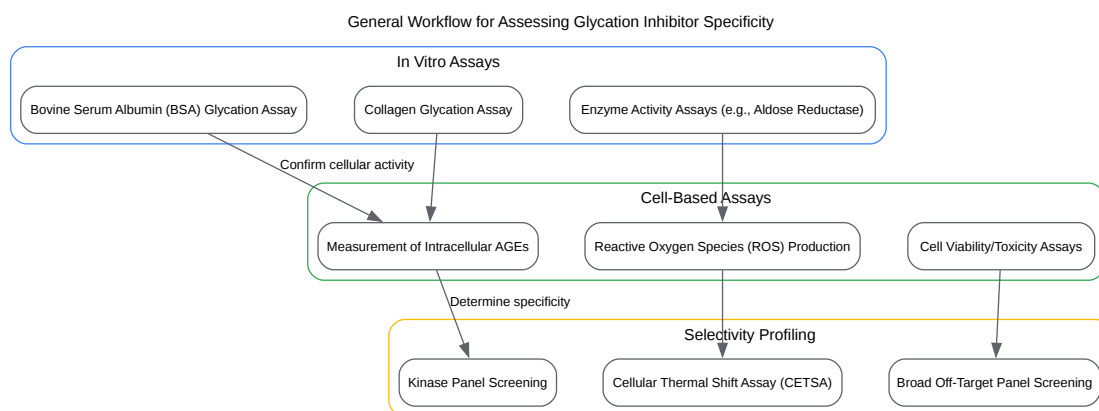 General Workflow for Assessing Glycation Inhibitor Specificity
In Vitro Assays
Bovine Serum Albumin (BSA) Glycation Assay
Collagen Glycation Assay
Enzyme Activity Assays (e.g., Aldose Reductase)
Confirm cellular activity
Cell-Based Assays
Measurement of Intracellular AGEs
Reactive Oxygen Species (ROS) Production
Cell Viability/Toxicity Assays
Determine specificity
Selectivity Profiling
Kinase Panel Screening
Cellular Thermal Shift Assay (CETSA)
Broad Off-Target Panel Screening